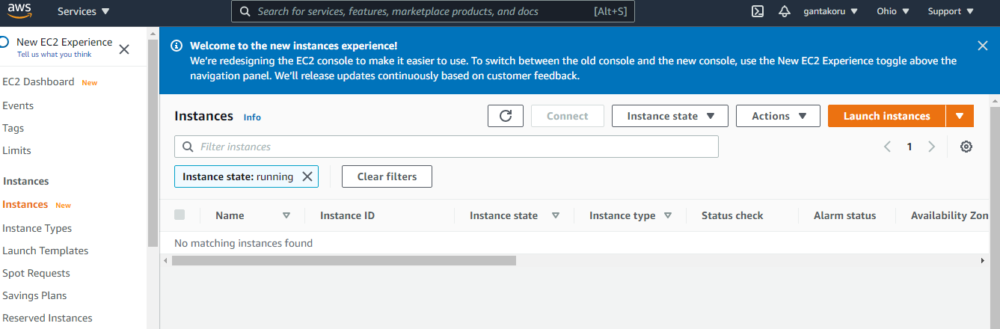 aws
Services
Search for services, features, marketplace products, and docs
[Alt+S]
gantakoru
Ohio
Support
New EC2 Experience
Tell us what you think
EC2 Dashboard New
Events
Tags
Limits
Instances
Instances New
Instance Types
Launch Templates
Spot Requests
Savings Plans
Reserved Instances
Welcome to the new instances experience!
We're redesigning the EC2 console to make it easier to use. To switch between the old console and the new console, use the New EC2 Experience toggle above the
navigation panel. We'll release updates continuously based on customer feedback.
Instances Info
Connect
Instance state
Actions
Launch instances
Filter instances
1
Instance state: running
Clear filters
Name
Instance ID
Instance state
Instance type
Status check
Alarm status
Availability Zon
No matching instances found